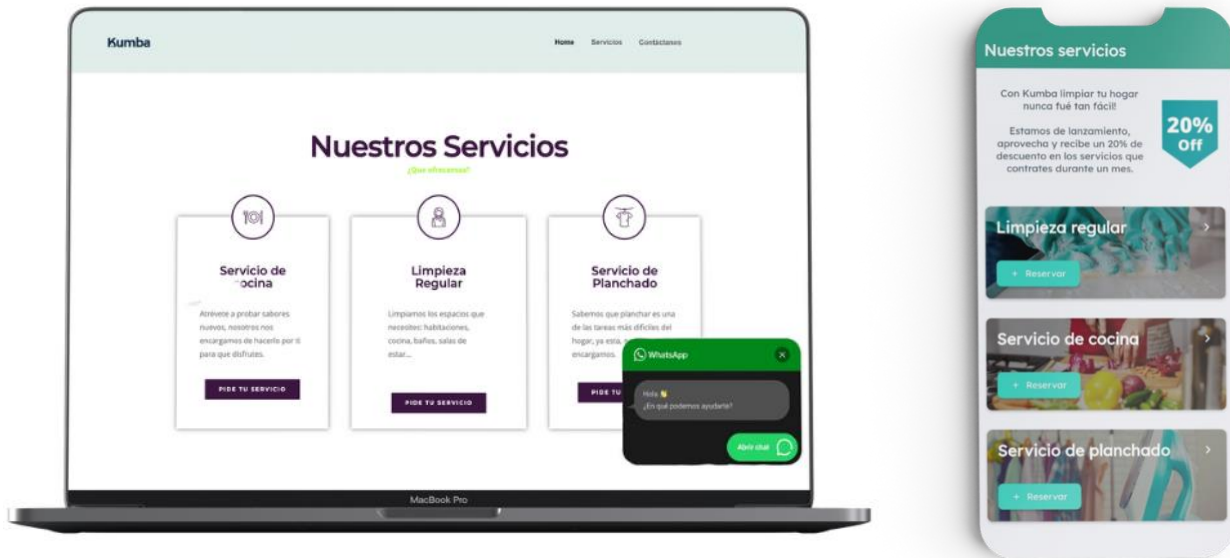 Kumba
Home Servicios Contáctanos
Nuestros Servicios
¿Que ofrecemos?
Servicio de
ocina
Atrévete a probar sabores
nuevos, nosotros nos
encargamos de hacerlo por ti
para que disfrutes.
PIDE TU SERVICIO
Limpieza
Regular
Limpiamos los espacios que
necesites: habitaciones,
cocina, baños, salas de
estar...
PIDE TU SERVICIO
Servicio de
Planchado
Sabemos que planchar es una
de las tareas más difíciles del
hogar, ya esta,
encargamos.
PIDE TU
WhatsApp
Hola 👋
¿En qué podemos ayudarte?
Abrir chat
MacBook Pro
Nuestros servicios
Con Kumba limpiar tu hogar
nunca fué tan fácil!
Estamos de lanzamiento,
aprovecha y recibe un 20% de
descuento en los servicios que
contrates durante un mes.
20%
Off
Limpieza regular
+ Reservar
Servicio de cocina
+ Reservar
Servicio de planchado
+ Reservar